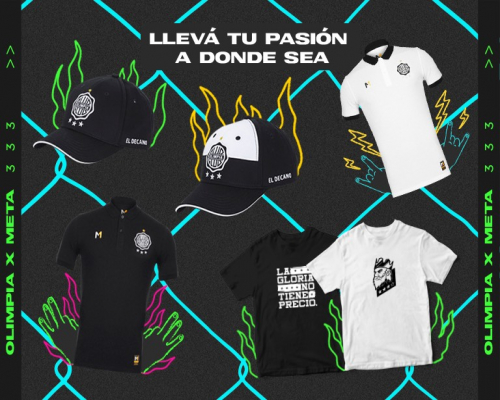 LLEVÁ TU PASIÓN
A DONDE SEA
>>
OLIMPIA X META 333
>>
OLIMPIA X META 333
EL DECANO
OLIMPIA
EL DECANO
M
M
LA
GLORIA
NO
TIENE
PRECIO.